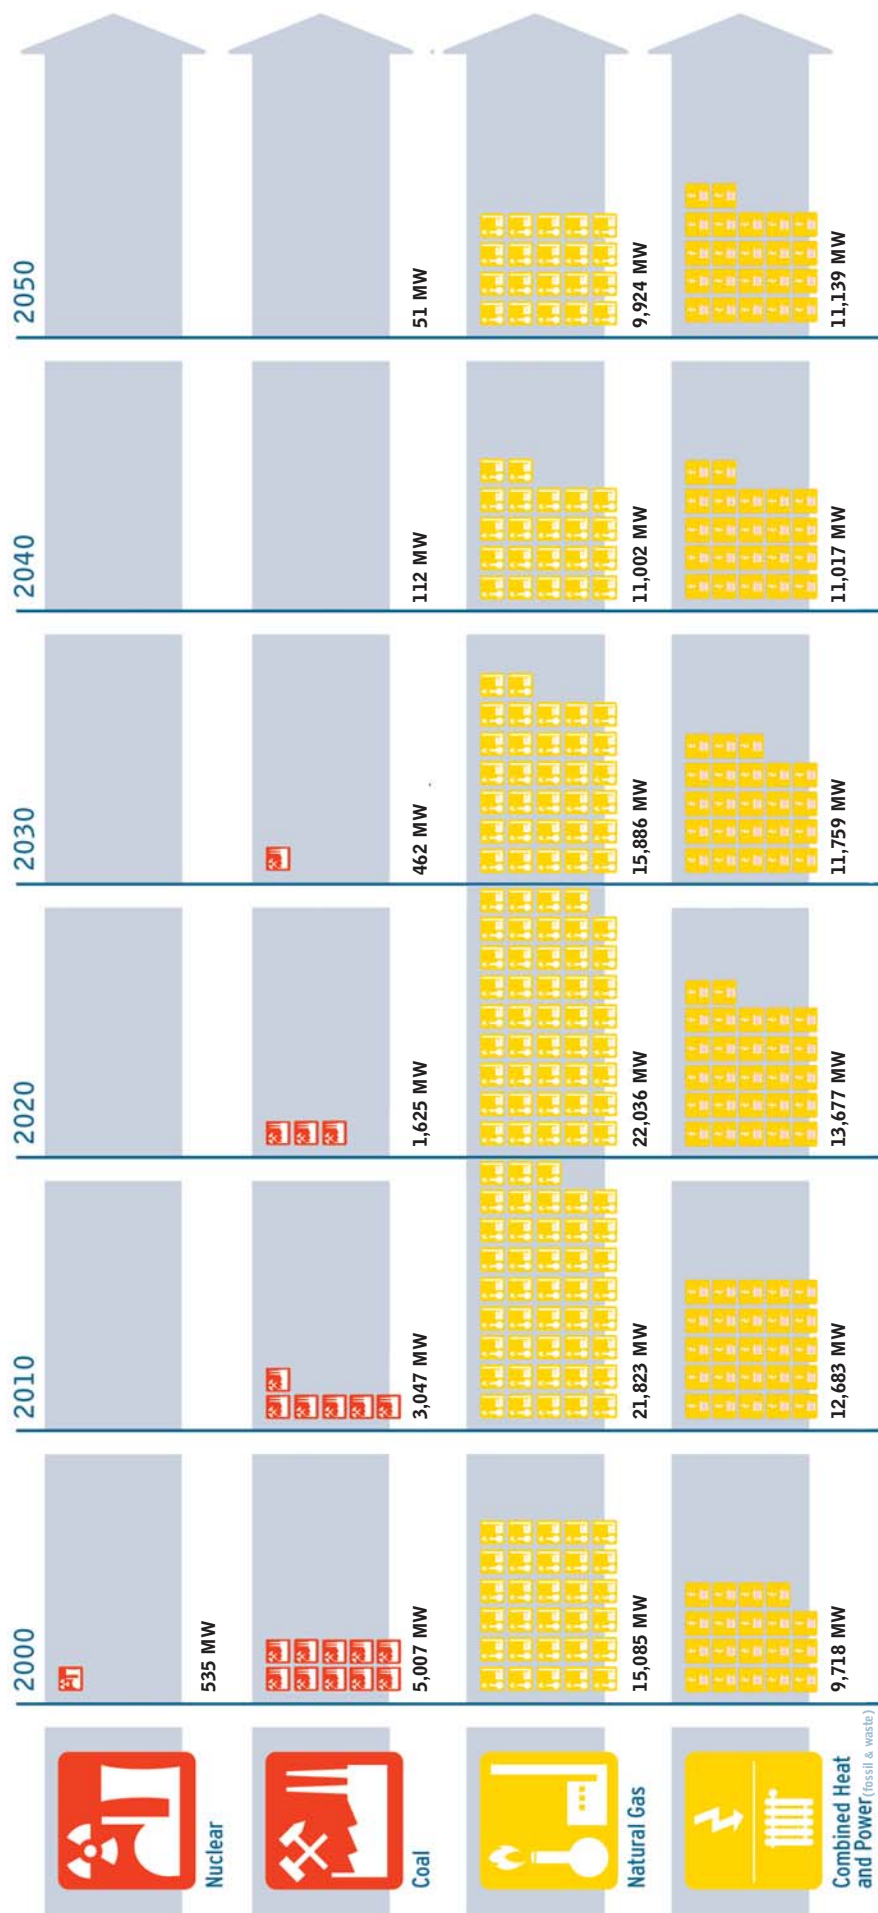 2000
2010
2020
2030
2040
2050
Nuclear
535 MW
Coal
5,007 MW
3,047 MW
1,625 MW
462 MW
112 MW
51 MW
Natural Gas
15,085 MW
21,823 MW
22,036 MW
15,886 MW
11,002 MW
9,924 MW
Combined Heat
and Power (fossil & waste)
9,718 MW
12,683 MW
13,677 MW
11,759 MW
11,017 MW
11,139 MW